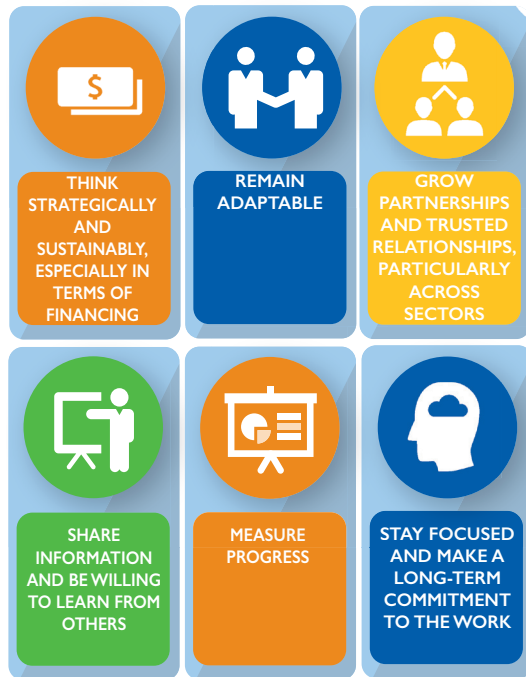 $
THINK
STRATEGICALLY
AND
SUSTAINABLY,
ESPECIALLY IN
TERMS OF
FINANCING
REMAIN
ADAPTABLE
GROW
PARTNERSHIPS
AND TRUSTED
RELATIONSHIPS,
PARTICULARLY
ACROSS
SECTORS
SHARE
INFORMATION
AND BE WILLING
TO LEARN FROM
OTHERS
MEASURE
PROGRESS
STAY FOCUSED
AND MAKE A
LONG-TERM
COMMITMENT
TO THE WORK